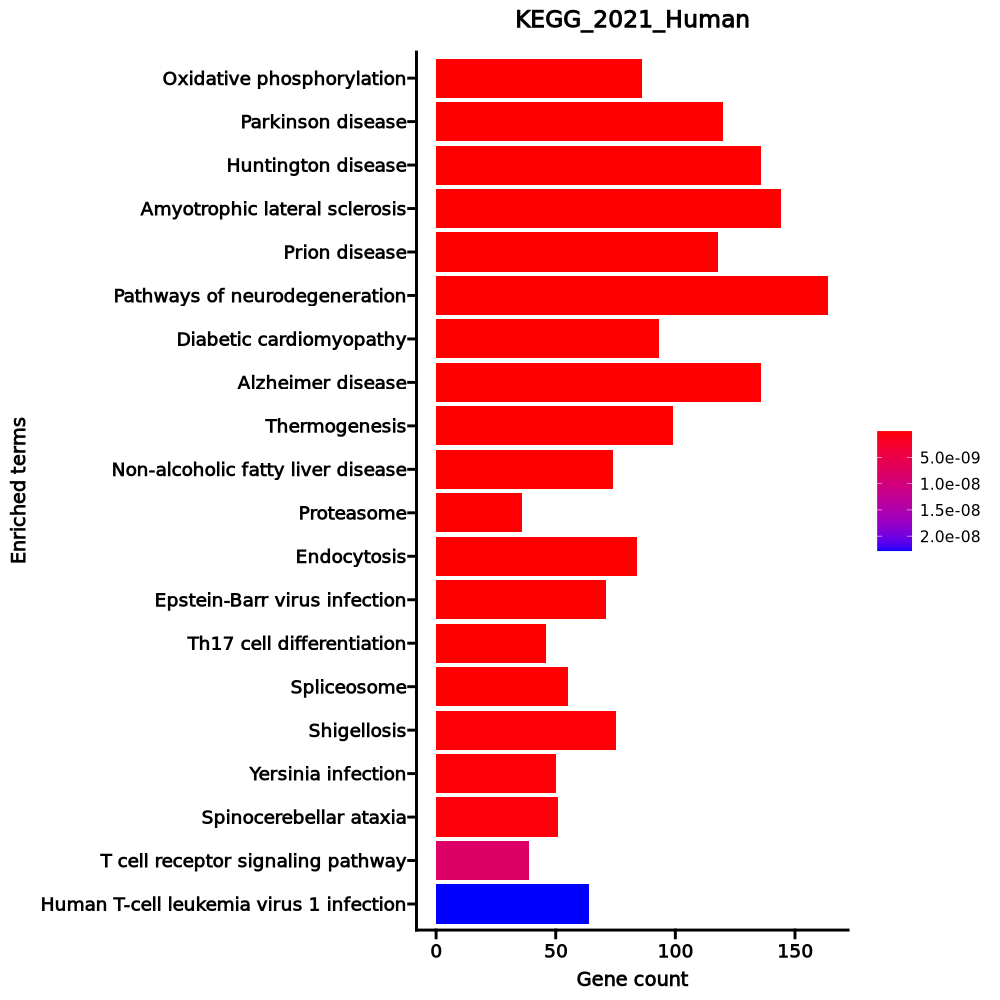 KEGG_2021_Human
Oxidative phosphorylation
Parkinson disease
Huntington disease
Amyotrophic lateral sclerosis
Prion disease
Pathways of neurodegeneration
Diabetic cardiomyopathy
Alzheimer disease
Thermogenesis
Non-alcoholic fatty liver disease
Proteasome
Endocytosis
Epstein-Barr virus infection
Th17 cell differentiation
Spliceosome
Shigellosis
Yersinia infection
Spinocerebellar ataxia
T cell receptor signaling pathway
Human T-cell leukemia virus 1 infection
Enriched terms
0 50 100 150
Gene count
5.0e-09
1.0e-08
1.5e-08
2.0e-08